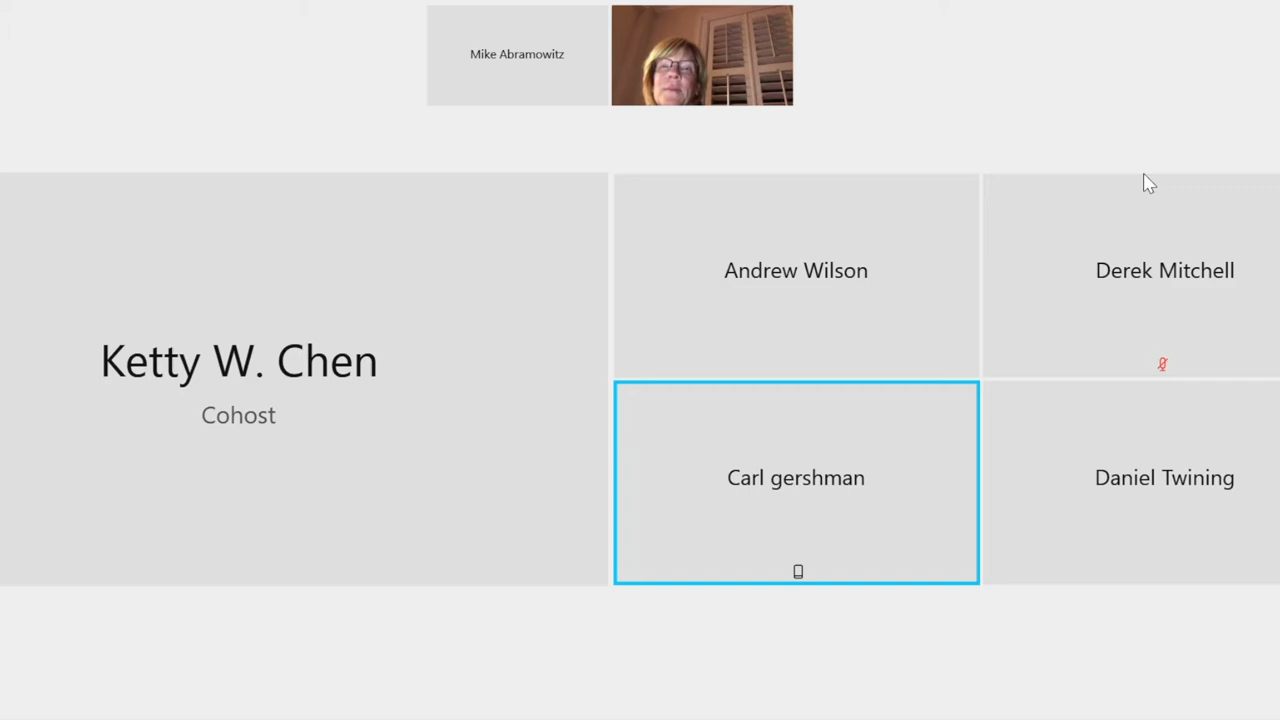 Mike Abramowitz
Ketty W. Chen
Cohost
Andrew Wilson
Derek Mitchell
Carl gershman
Daniel Twining